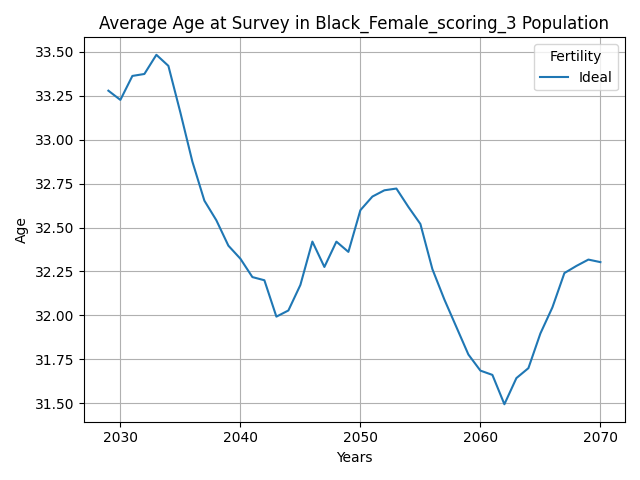 Average Age at Survey in Black_Female_scoring_3 Population
Fertility
Ideal
33.50
33.25
33.00
32.75
32.50
32.25
32.00
31.75
31.50
Age
2030 2040 2050 2060 2070
Years